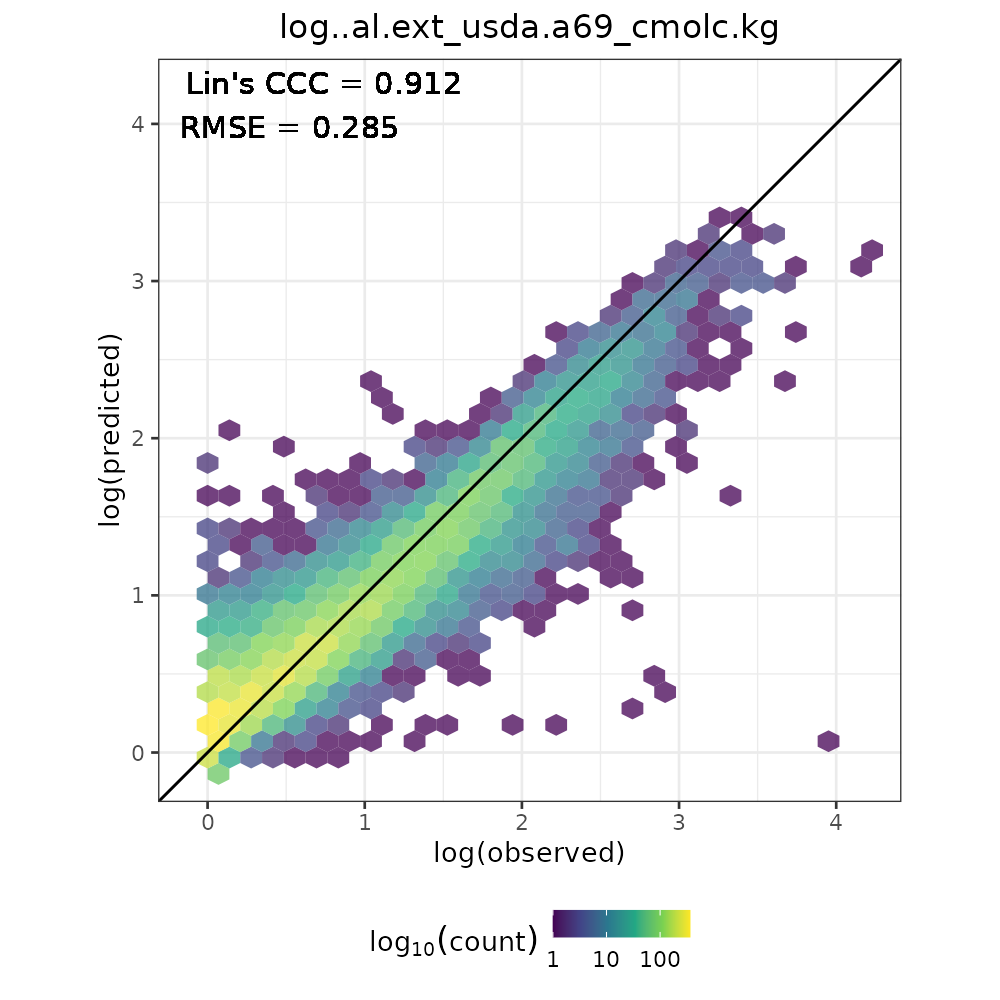 log..al.ext_usda.a69_cmolc.kg
Lin's CCC = 0.912
RMSE = 0.285
4
3
2
1
0
log(predicted)
0 1 2 3 4
log(observed)
log₁₀(count)
1 10 100